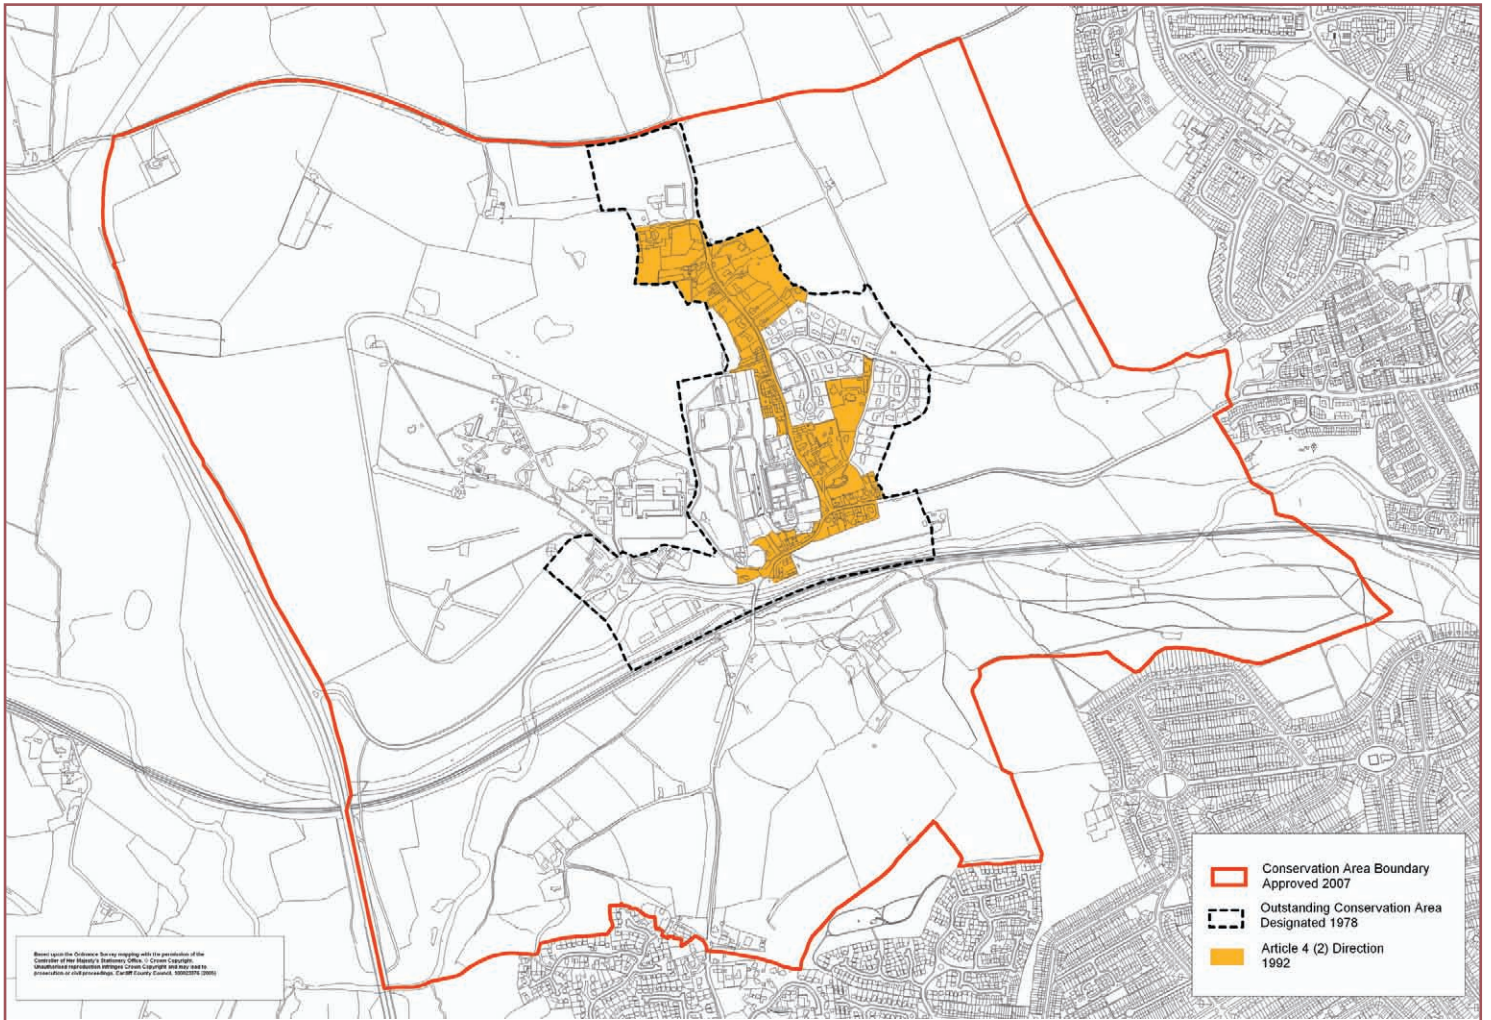 Conservation Area Boundary
Approved 2007
Outstanding Conservation Area
Designated 1978
Article 4 (2) Direction
1992
Based upon the Ordnance Survey mapping with the permission of the
Controller of Her Majesty's Stationery Office. © Crown Copyright.
Unauthorised reproduction infringes Crown Copyright and may lead to
prosecution or civil proceedings. Cardiff County Council.